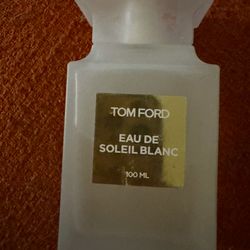 TOM FORD
EAU DE
SOLEIL BLANC
100 ML